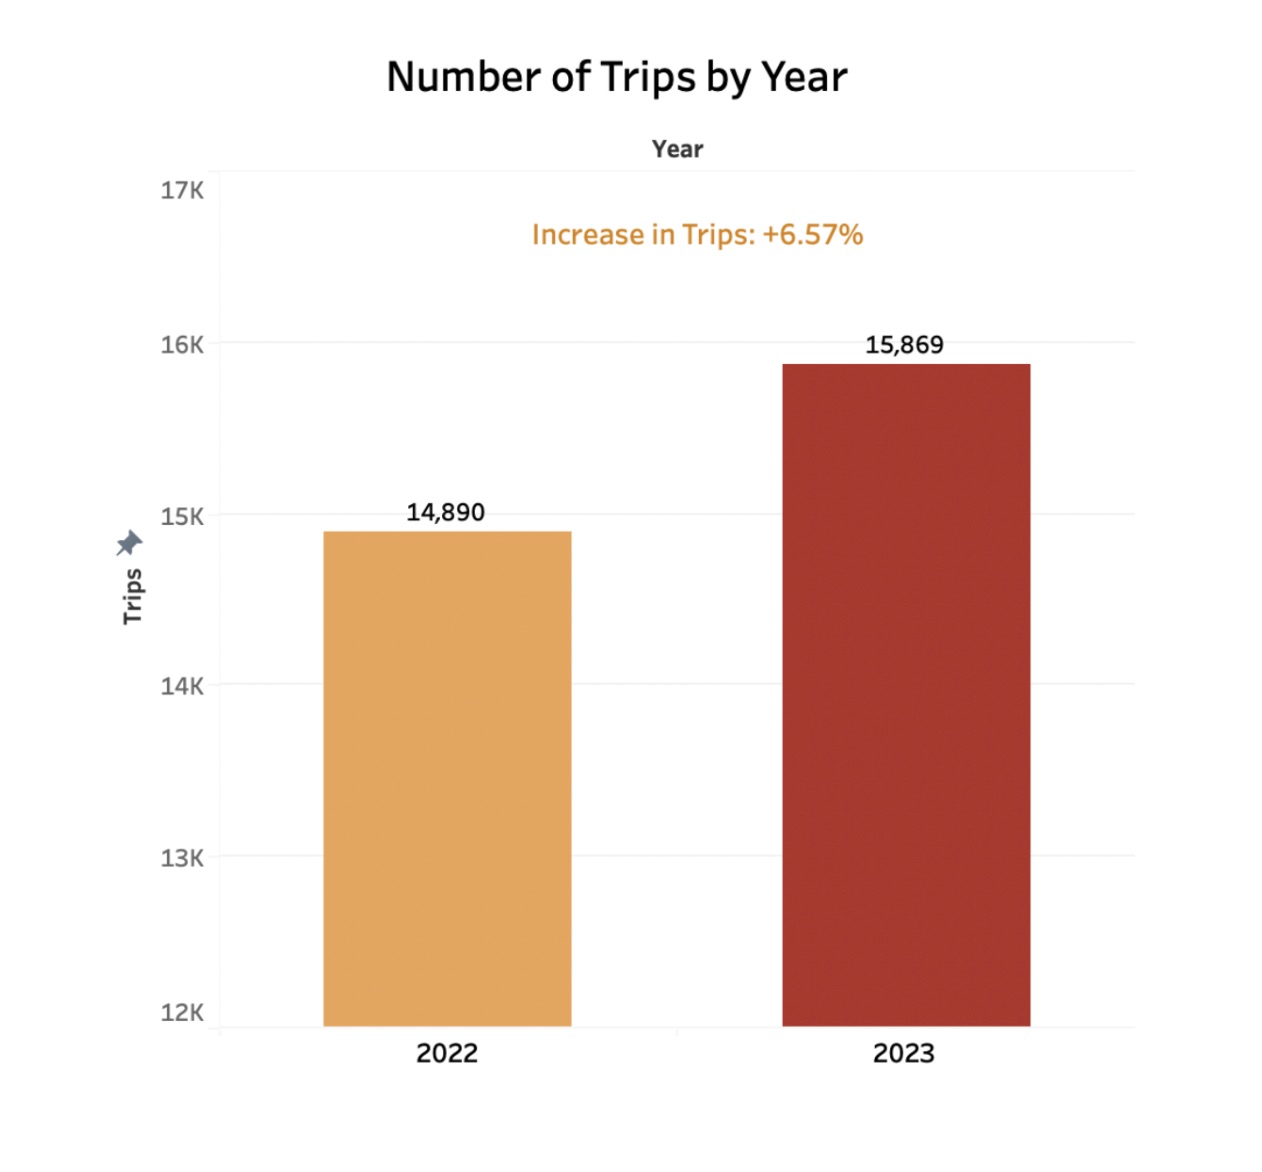 Number of Trips by Year
Year
17K
Increase in Trips: +6.57%
16K
15,869
15K
14,890
Trips
14K
13K
12K
2022
2023